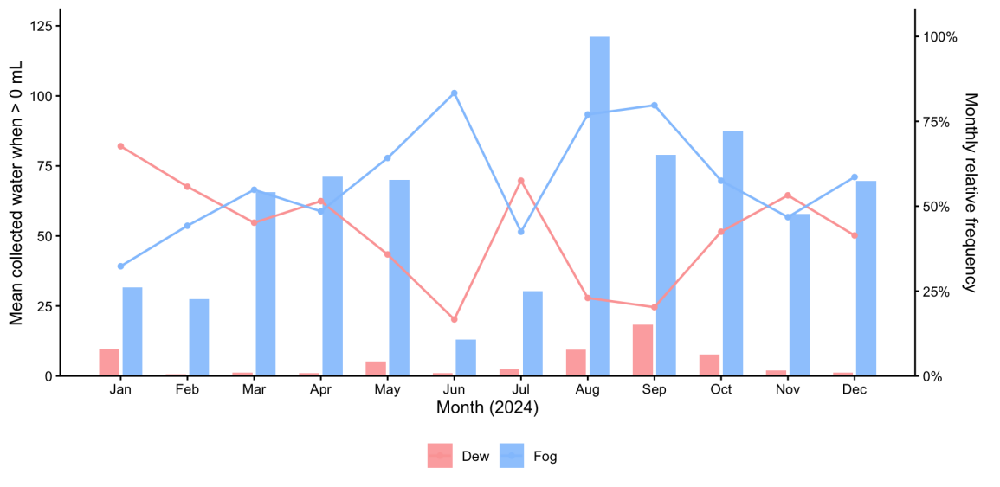 Mean collected water when > 0 mL
125
100
75
50
25
0
100%
75%
50%
25%
0%
Monthly relative frequency
Jan Feb Mar Apr May Jun Jul Aug Sep Oct Nov Dec
Month (2024)
Dew Fog